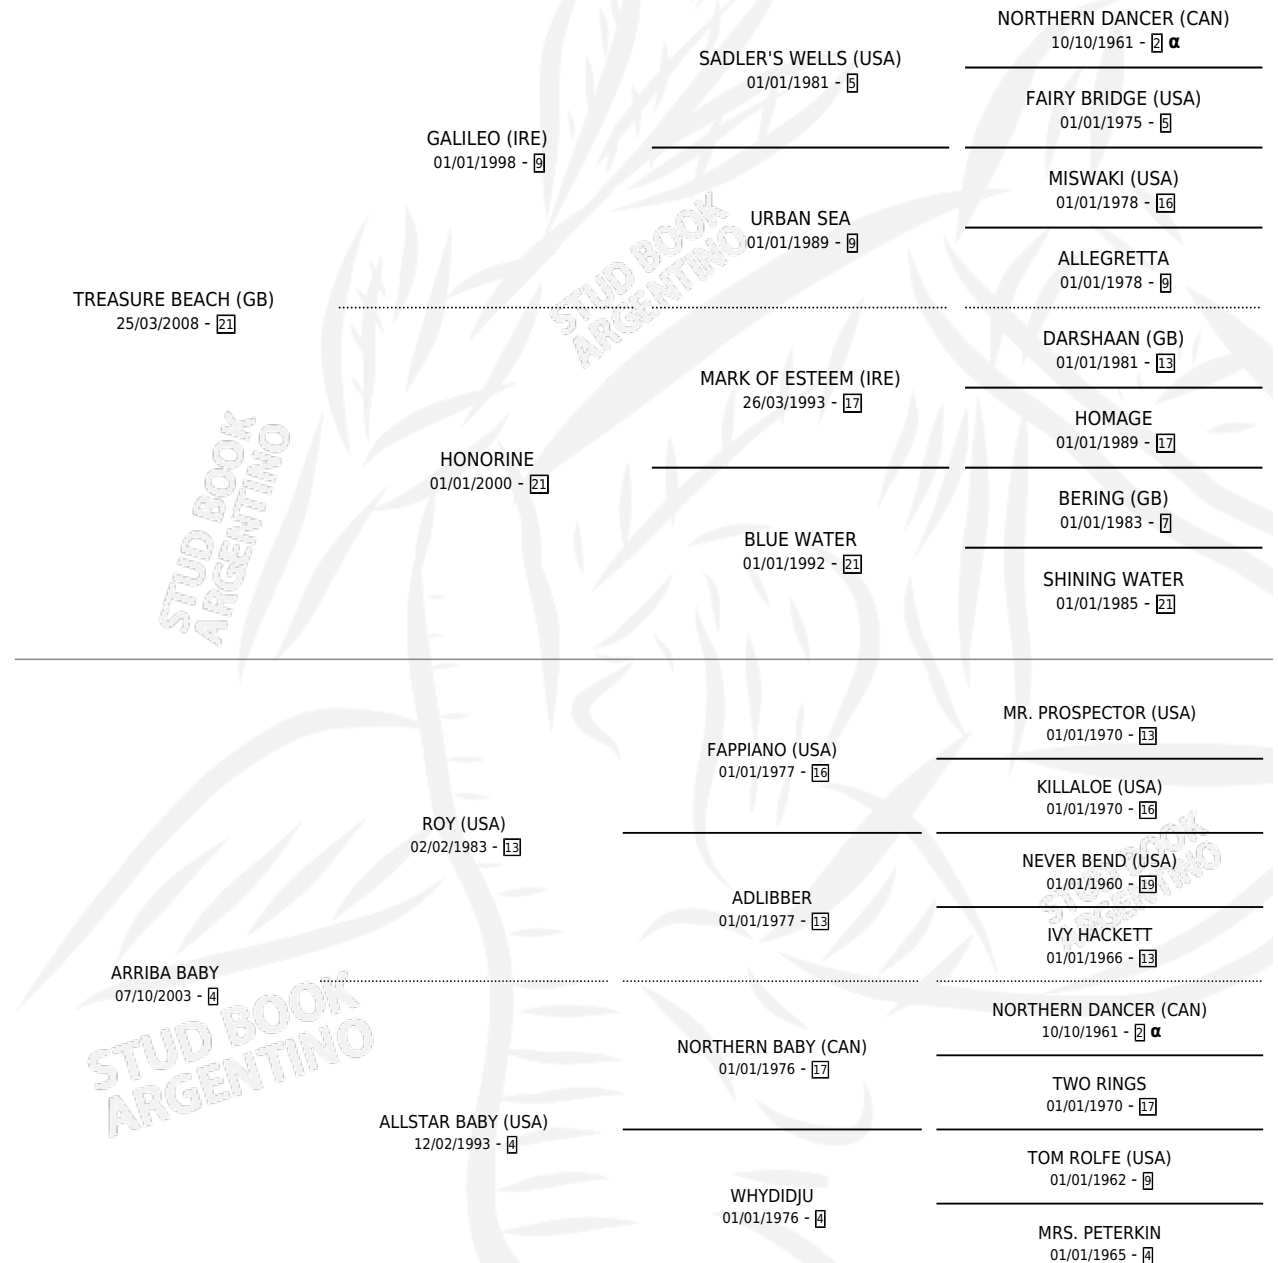 NORTHERN DANCER (CAN)
10/10/1961 - 2 α
SADLER'S WELLS (USA)
01/01/1981 - 5
FAIRY BRIDGE (USA)
01/01/1975 - 5
GALILEO (IRE)
01/01/1998 - 9
MISWAKI (USA)
01/01/1978 - 16
URBAN SEA
01/01/1989 - 9
ALLEGRETTA
01/01/1978 - 9
TREASURE BEACH (GB)
25/03/2008 - 21
DARSHAAN (GB)
01/01/1981 - 13
MARK OF ESTEEM (IRE)
26/03/1993 - 17
HOMAGE
01/01/1989 - 17
HONORINE
01/01/2000 - 21
BERING (GB)
01/01/1983 - 7
BLUE WATER
01/01/1992 - 21
SHINING WATER
01/01/1985 - 21
STUD BOOK
ARGENTINO
STUD BOOK
ARGENTINO
MR. PROSPECTOR (USA)
01/01/1970 - 13
FAPPIANO (USA)
01/01/1977 - 16
KILLALOE (USA)
01/01/1970 - 16
ROY (USA)
02/02/1983 - 13
NEVER BEND (USA)
01/01/1960 - 19
ADLIBBER
01/01/1977 - 13
IVY HACKETT
01/01/1966 - 13
ARRIBA BABY
07/10/2003 - 4
NORTHERN DANCER (CAN)
10/10/1961 - 2 α
NORTHERN BABY (CAN)
01/01/1976 - 17
TWO RINGS
01/01/1970 - 17
ALLSTAR BABY (USA)
12/02/1993 - 4
TOM ROLFE (USA)
01/01/1962 - 9
WHYDIDJU
01/01/1976 - 4
MRS. PETERKIN
01/01/1965 - 4
STUD BOOK
ARGENTINO
STUD BOOK
ARGENTINO